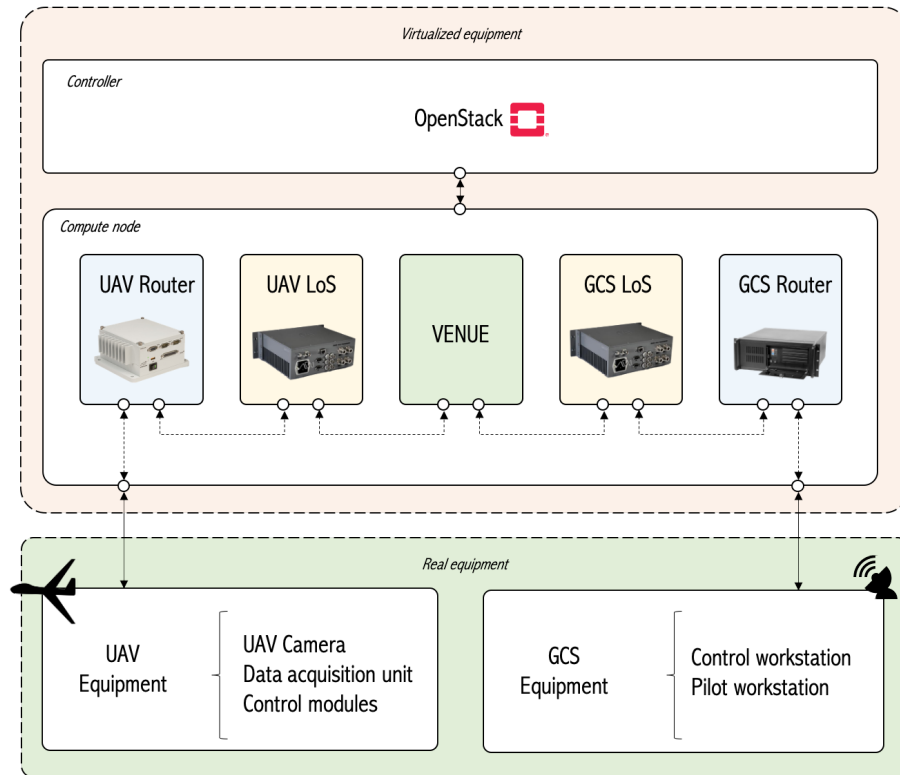 Virtualized equipment
Controller
OpenStack
Compute node
UAV Router
UAV LoS
VENUE
GCS LoS
GCS Router
Real equipment
UAV
Equipment
UAV Camera
Data acquisition unit
Control modules
GCS
Equipment
Control workstation
Pilot workstation